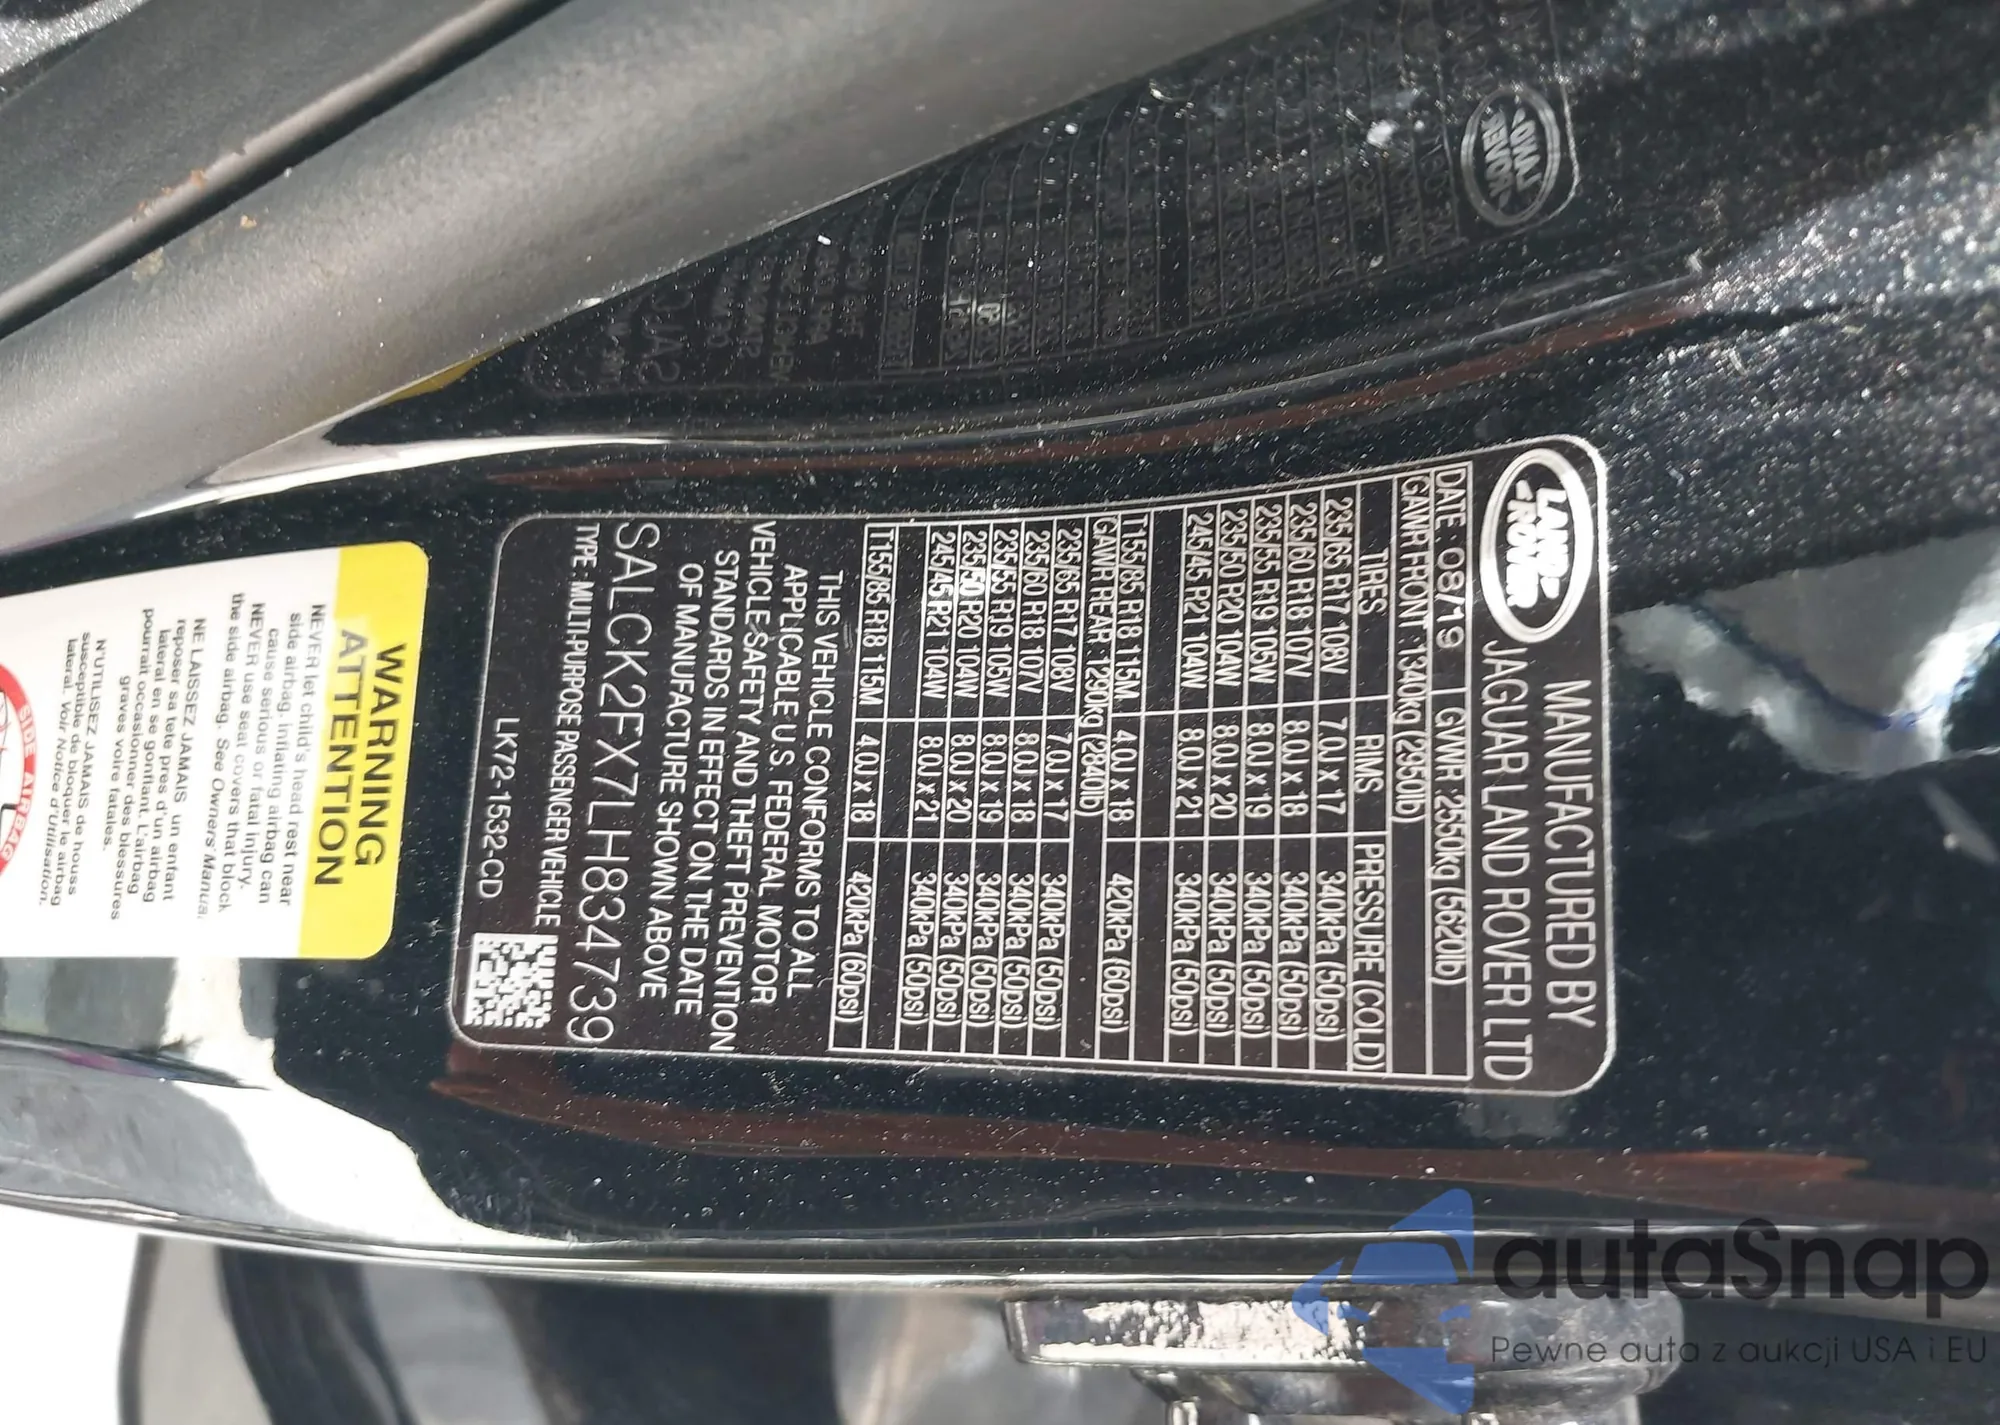 LAND
ROVER
MANUFACTURED BY
JAGUAR LAND ROVER LTD
DATE :08/19 GVWR :2550kg (5620lb)
GAWR FRONT :1340kg (2950lb)
TIRES RIMS PRESSURE (COLD)
235/65 R17 108V 7.0J x 17 340kPa (50psi)
235/60 R18 107V 8.0J x 18 340kPa (50psi)
235/55 R19 105W 8.0J x 19 340kPa (50psi)
235/50 R20 104W 8.0J x 20 340kPa (50psi)
245/45 R21 104W 8.0J x 21 340kPa (50psi)
T155/85 R18 115M 4.0J x 18 420kPa (60psi)
GAWR REAR :1290kg (2840lb)
235/65 R17 108V 7.0J x 17 340kPa (50psi)
235/60 R18 107V 8.0J x 18 340kPa (50psi)
235/55 R19 105W 8.0J x 19 340kPa (50psi)
235/50 R20 104W 8.0J x 20 340kPa (50psi)
245/45 R21 104W 8.0J x 21 340kPa (50psi)
T155/85 R18 115M 4.0J x 18 420kPa (60psi)
THIS VEHICLE CONFORMS TO ALL
APPLICABLE U.S. FEDERAL MOTOR
VEHICLE SAFETY AND THEFT PREVENTION
STANDARDS IN EFFECT ON THE DATE
OF MANUFACTURE SHOWN ABOVE
SALCK2FX7LH834739
TYPE: MULTI-PURPOSE PASSENGER VEHICLE
LK72-1532-CD
WARNING
ATTENTION
NEVER let child's head rest near
side airbag. Inflating airbag can
cause serious or fatal injury.
NEVER use seat covers that block
the side airbag. See Owners' Manual.
NE LAISSEZ JAMAIS un enfant
reposer sa tete pres d'un airbag
lateral en se gonflant. L'airbag
pourrait occasionner des blessures
graves voire fatales.
N'UTILISEZ JAMAIS de houss
susceptible de bloquer le airbag
lateral. Voir Notice d'Utilisation.
SIDE AIRBAG
autaSnap
Pewne auta z aukcji USA i EU